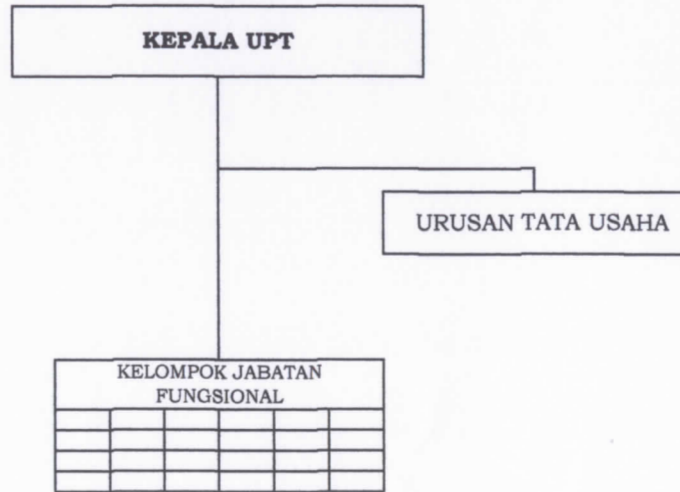 KEPALA UPT
URUSAN TATA USAHA
KELOMPOK JABATAN
FUNGSIONAL